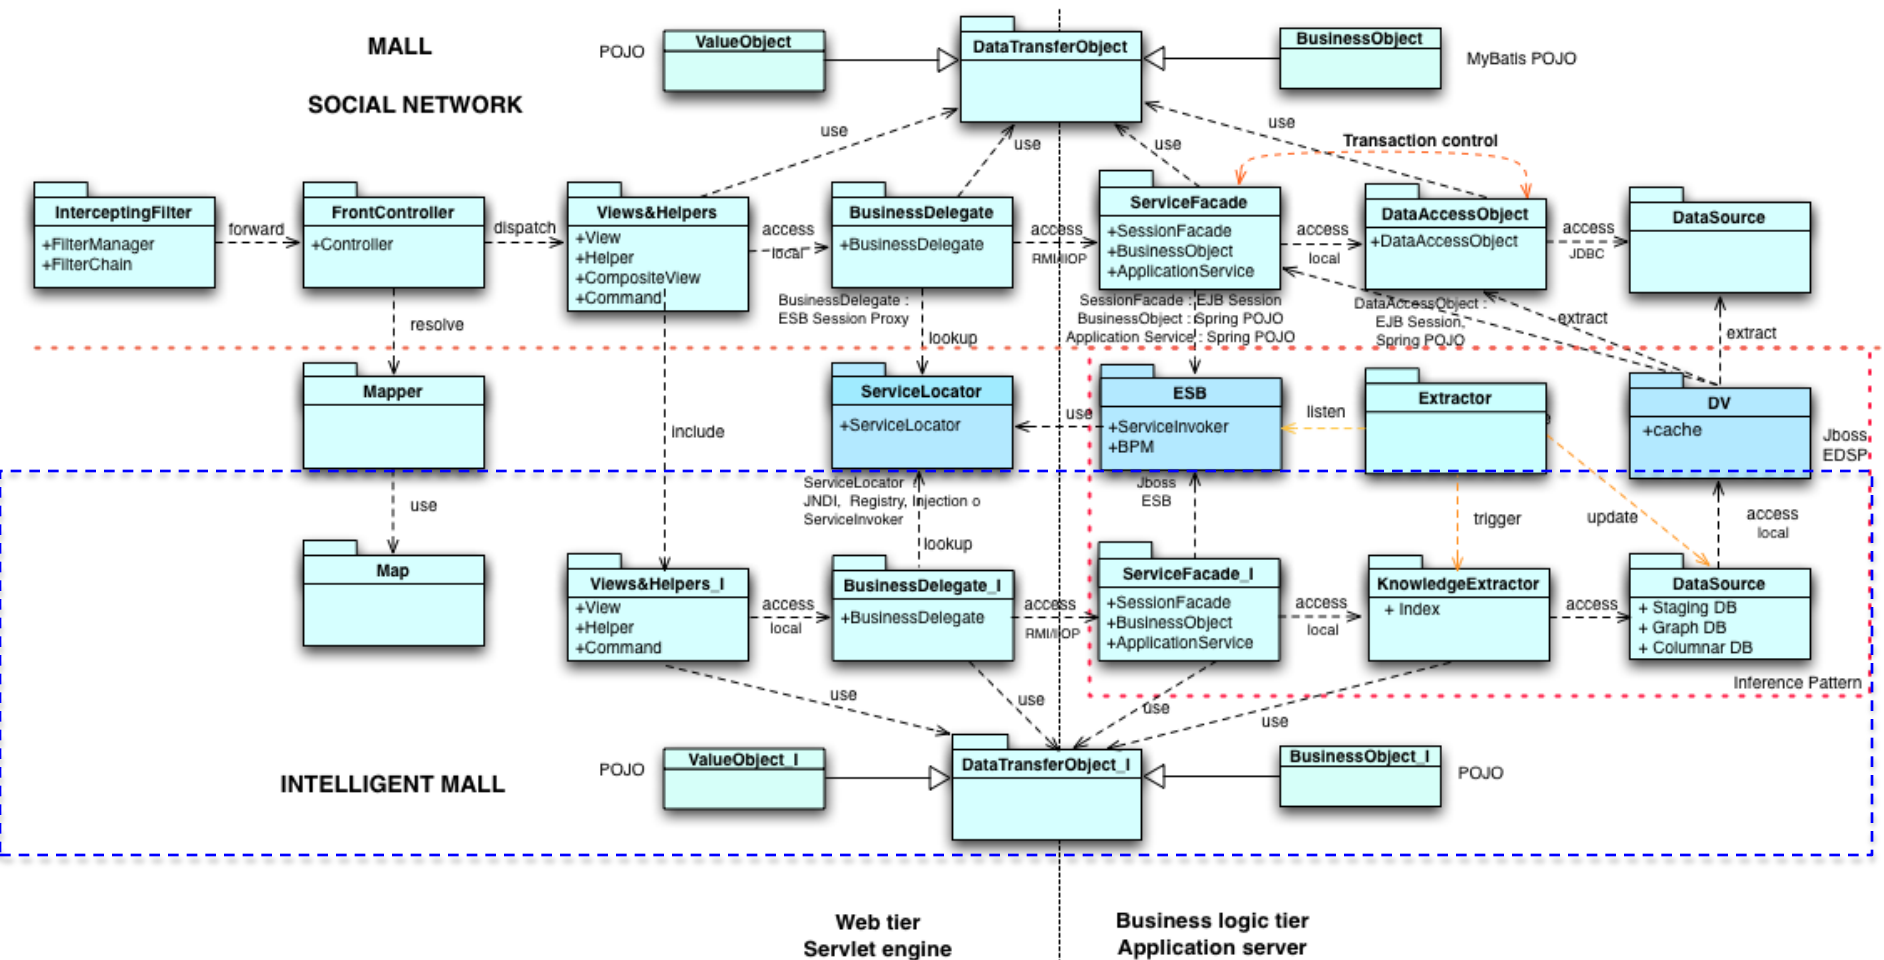 MALL
SOCIAL NETWORK
POJO
ValueObject
DataTransferObject
BusinessObject
MyBatis POJO
use
use
use
use
Transaction control
InterceptingFilter
+FilterManager
+FilterChain
forward
FrontController
+Controller
dispatch
Views&Helpers
+View
+Helper
+CompositeView
+Command
access
local
BusinessDelegate
+BusinessDelegate
access
RMI/IIOP
ServiceFacade
+SessionFacade
+BusinessObject
+ApplicationService
access
local
DataAccessObject
+DataAccessObject
access
JDBC
DataSource
BusinessDelegate :
ESB Session Proxy
SessionFacade : EJB Session
BusinessObject : Spring POJO
Application Service : Spring POJO
DataAccessObject :
EJB Session,
Spring POJO
resolve
lookup
extract
extract
Mapper
include
ServiceLocator
+ServiceLocator
use
ESB
+ServiceInvoker
+BPM
listen
Extractor
DV
+cache
Jboss
EDSP
use
ServiceLocator :
JNDI, Registry, Injection o
ServiceInvoker
Jboss
ESB
lookup
trigger
update
access
local
Map
Views&Helpers_I
+View
+Helper
+Command
access
local
BusinessDelegate_I
+BusinessDelegate
access
RMI/IIOP
ServiceFacade_I
+SessionFacade
+BusinessObject
+ApplicationService
access
local
KnowledgeExtractor
+ Index
access
DataSource
+ Staging DB
+ Graph DB
+ Columnar DB
Inference Pattern
use
use
use
use
INTELLIGENT MALL
POJO
ValueObject_I
DataTransferObject_I
BusinessObject_I
POJO
Web tier
Servlet engine
Business logic tier
Application server